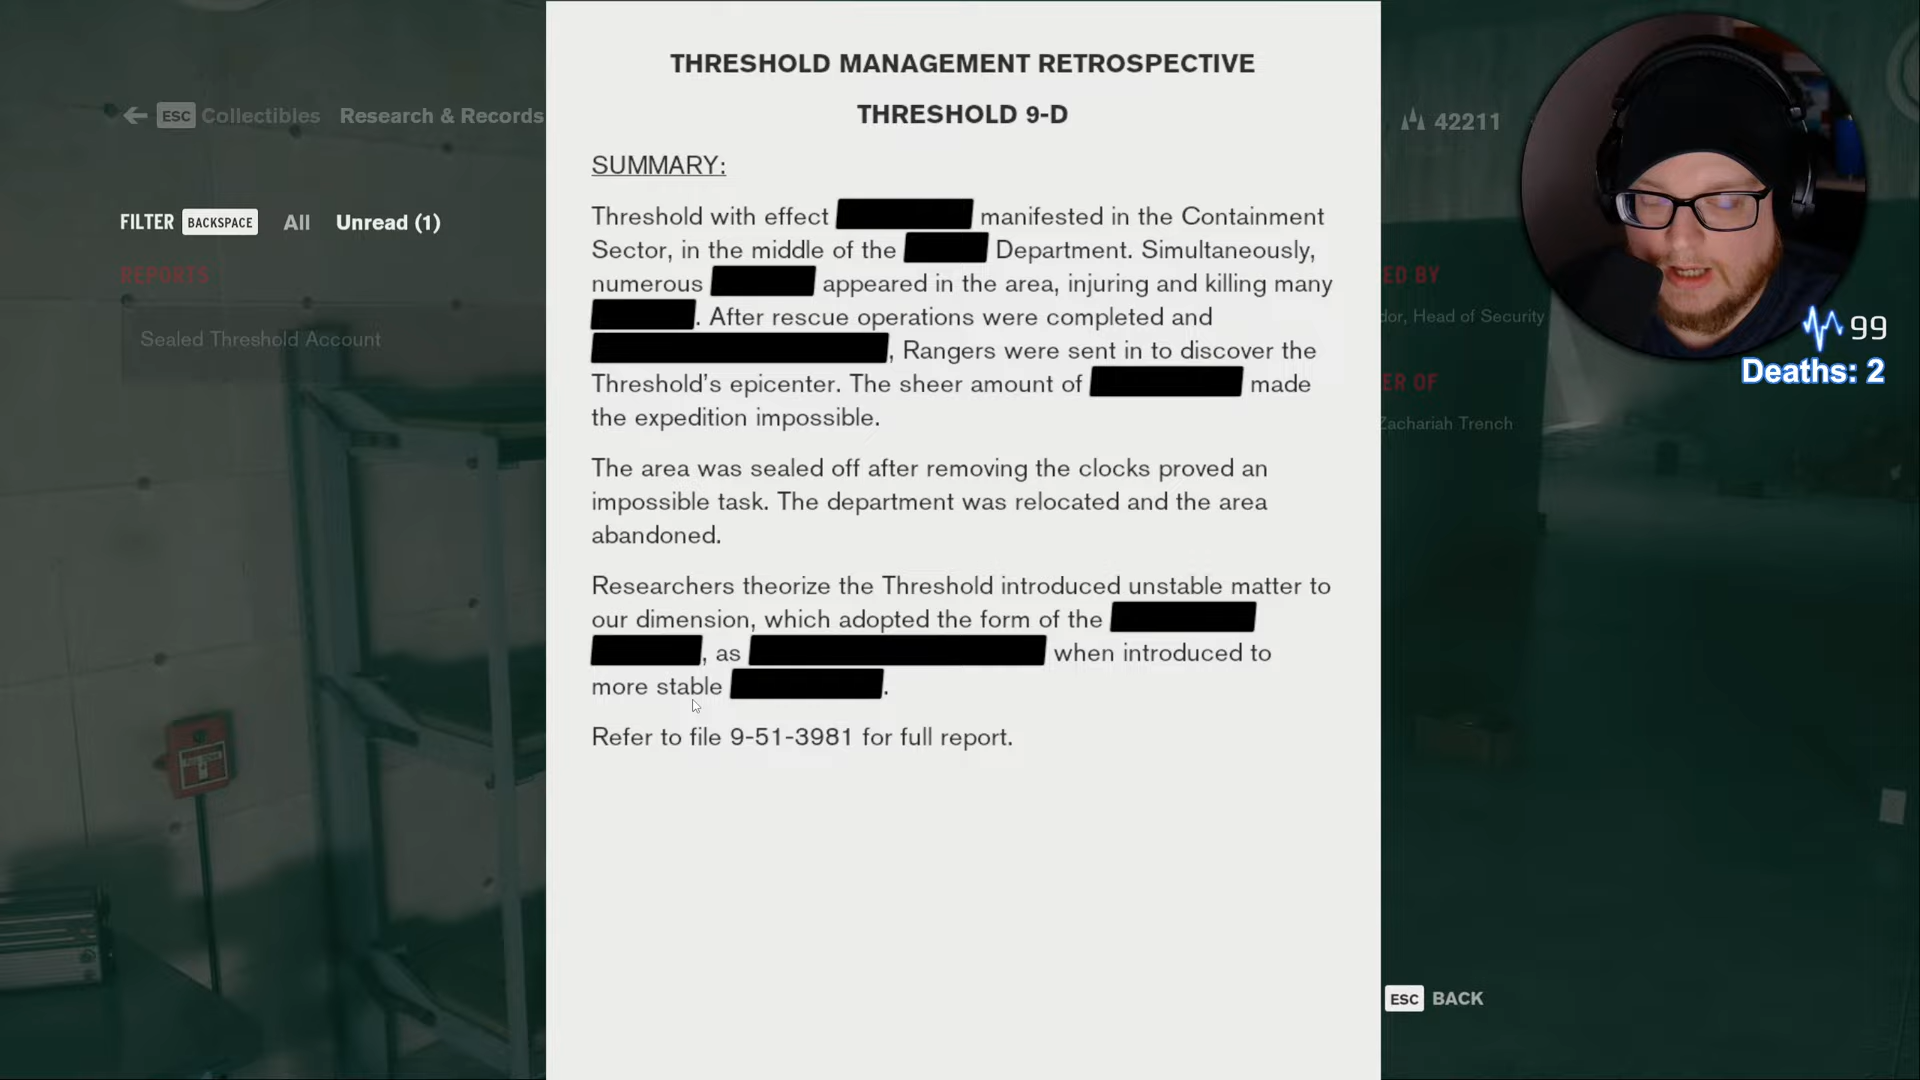 THRESHOLD MANAGEMENT RETROSPECTIVE
THRESHOLD 9-D
ESC Collectibles Research & Records
42211
SUMMARY:
FILTER BACKSPACE All Unread (1)
Threshold with effect manifested in the Containment
Sector, in the middle of the Department. Simultaneously,
REPORTS
numerous appeared in the area, injuring and killing many
. After rescue operations were completed and
, Rangers were sent in to discover the
Threshold's epicenter. The sheer amount of made
the expedition impossible.
Sealed Threshold Account
ED BY
dor, Head of Security
99
Deaths: 2
ER OF
Zachariah Trench
The area was sealed off after removing the clocks proved an
impossible task. The department was relocated and the area
abandoned.
Researchers theorize the Threshold introduced unstable matter to
our dimension, which adopted the form of the
, as when introduced to
more stable .
Refer to file 9-51-3981 for full report.
ESC BACK